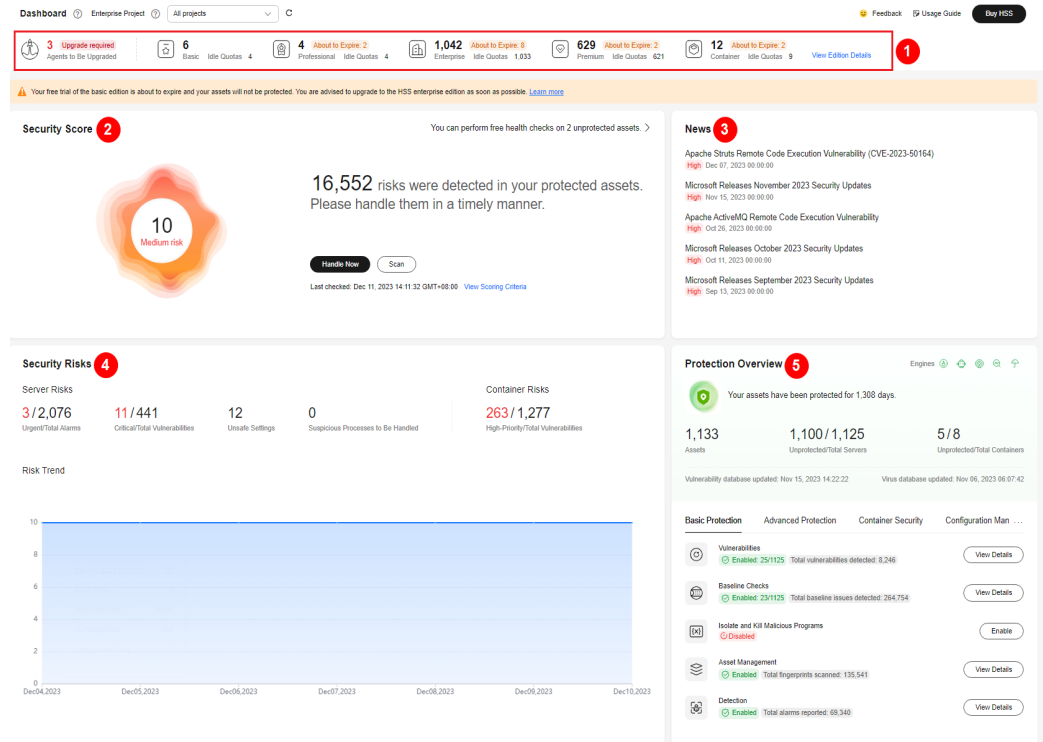 Dashboard ? Enterprise Project ? All projects Feedback Usage Guide Buy HSS
3 Upgrade required
Agents to Be Upgraded
6
Basic Idle Quotas 4
4 About to Expire: 2
Professional Idle Quotas 4
1,042 About to Expire: 8
Enterprise Idle Quotas 1,033
629 About to Expire: 2
Premium Idle Quotas 621
12 About to Expire: 2
Container Idle Quotas 9
View Edition Details
1
Your free trial of the basic edition is about to expire and your assets will not be protected. You are advised to upgrade to the HSS enterprise edition as soon as possible. Learn more
Security Score 2
You can perform free health checks on 2 unprotected assets. >
10
Medium risk
16,552 risks were detected in your protected assets.
Please handle them in a timely manner.
Handle Now Scan
Last checked: Dec 11, 2023 14:11:32 GMT+08:00 View Scoring Criteria
News 3
Apache Struts Remote Code Execution Vulnerability (CVE-2023-50164)
High Dec 07, 2023 00:00:00
Microsoft Releases November 2023 Security Updates
High Nov 15, 2023 00:00:00
Apache ActiveMQ Remote Code Execution Vulnerability
High Oct 26, 2023 00:00:00
Microsoft Releases October 2023 Security Updates
High Oct 11, 2023 00:00:00
Microsoft Releases September 2023 Security Updates
High Sep 13, 2023 00:00:00
Security Risks 4
Server Risks
3/2,076
Urgent/Total Alarms
11/441
Critical/Total Vulnerabilities
12
Unsafe Settings
0
Suspicious Processes to Be Handled
Container Risks
263/1,277
High-Priority/Total Vulnerabilities
Risk Trend
10
8
6
4
2
0
Dec04,2023 Dec05,2023 Dec06,2023 Dec07,2023 Dec08,2023 Dec09,2023 Dec10,2023
Protection Overview 5
Engines
Your assets have been protected for 1,308 days.
1,133
Assets
1,100/1,125
Unprotected/Total Servers
5/8
Unprotected/Total Containers
Vulnerability database updated: Nov 15, 2023 14:22:22 Virus database updated: Nov 06, 2023 06:07:42
Basic Protection Advanced Protection Container Security Configuration Man ...
Vulnerabilities
Enabled: 25/1125 Total vulnerabilities detected: 8,246
View Details
Baseline Checks
Enabled: 23/1125 Total baseline issues detected: 264,754
View Details
Isolate and Kill Malicious Programs
Disabled
Enable
Asset Management
Enabled Total fingerprints scanned: 135,541
View Details
Detection
Enabled Total alarms reported: 69,340
View Details